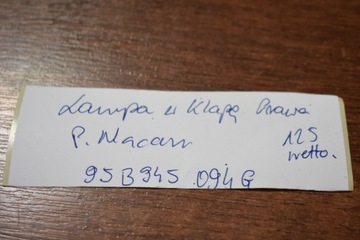 Lampa w Klapę Prawa
P. Macan 125
netto.
95B945 094G